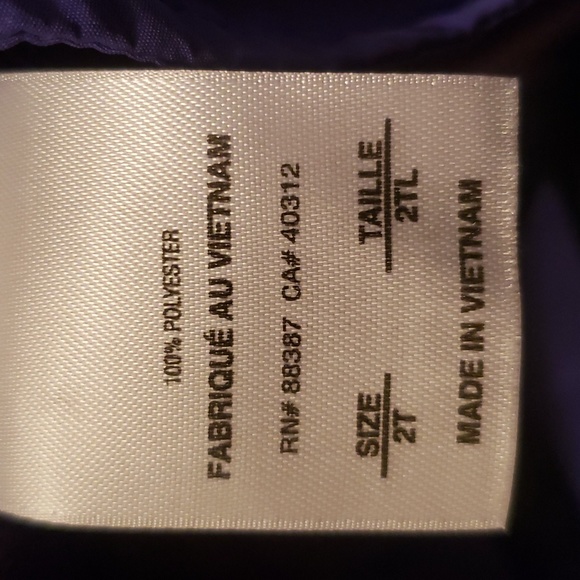 100% POLYESTER
FABRIQUÉ AU VIETNAM
RN# 88387 CA# 40312
SIZE TAILLE
2T 2TL
MADE IN VIETNAM